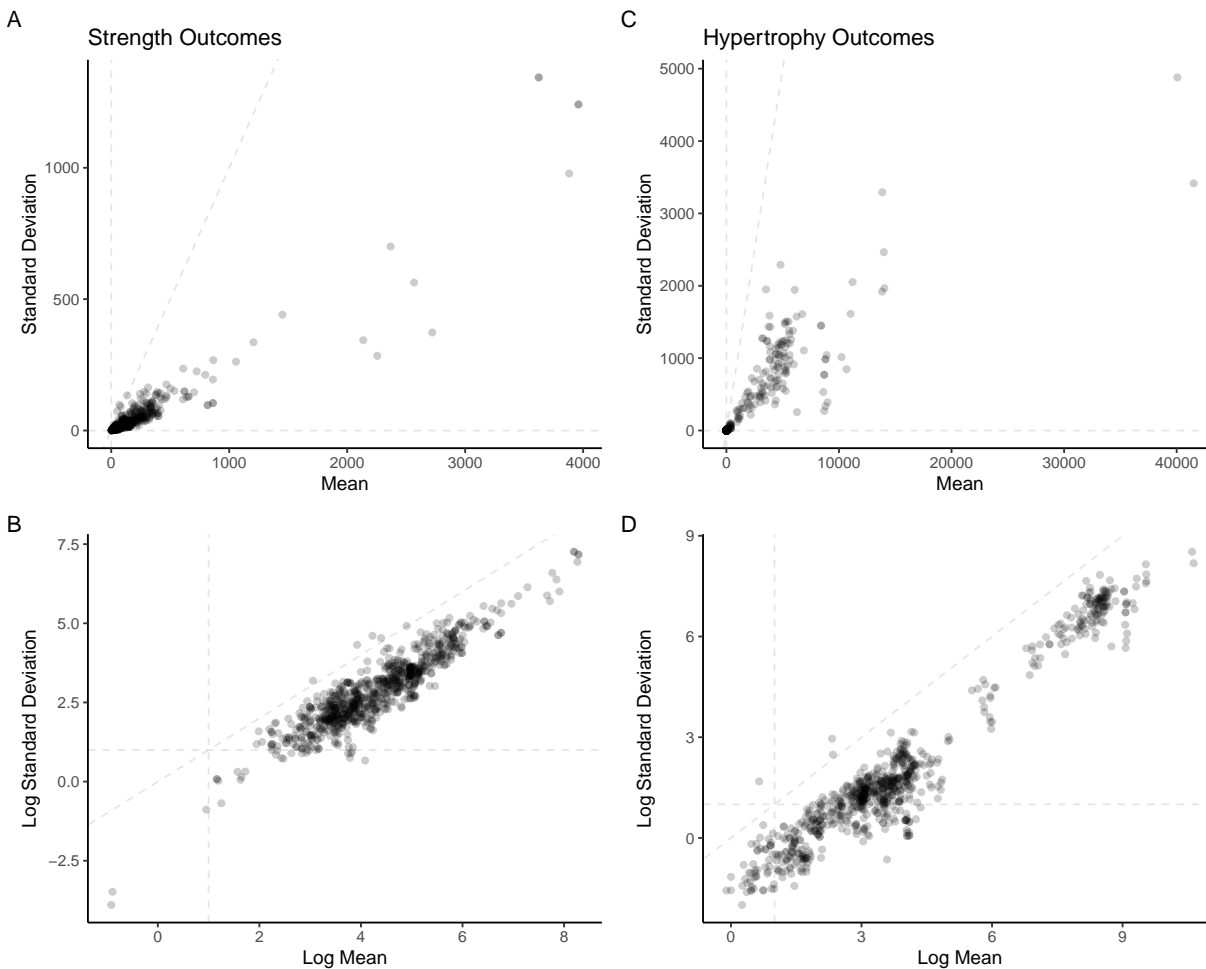 A
Strength Outcomes
Standard Deviation
1000
500
0
0 1000 2000 3000 4000
Mean
C
Hypertrophy Outcomes
Standard Deviation
5000
4000
3000
2000
1000
0
0 10000 20000 30000 40000
Mean
B
Log Standard Deviation
7.5
5.0
2.5
0.0
−2.5
0 2 4 6 8
Log Mean
D
Log Standard Deviation
9
6
3
0
0 3 6 9
Log Mean